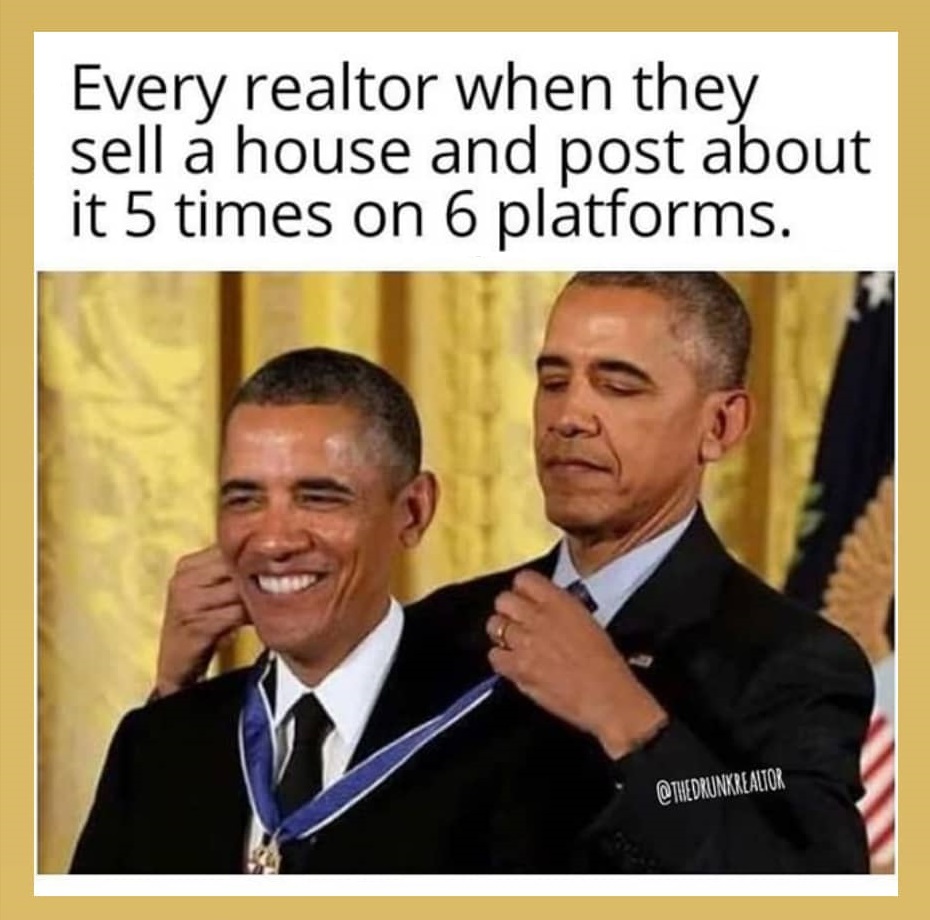 Every realtor when they
sell a house and post about
it 5 times on 6 platforms.
@THEDRUNKREALTOR